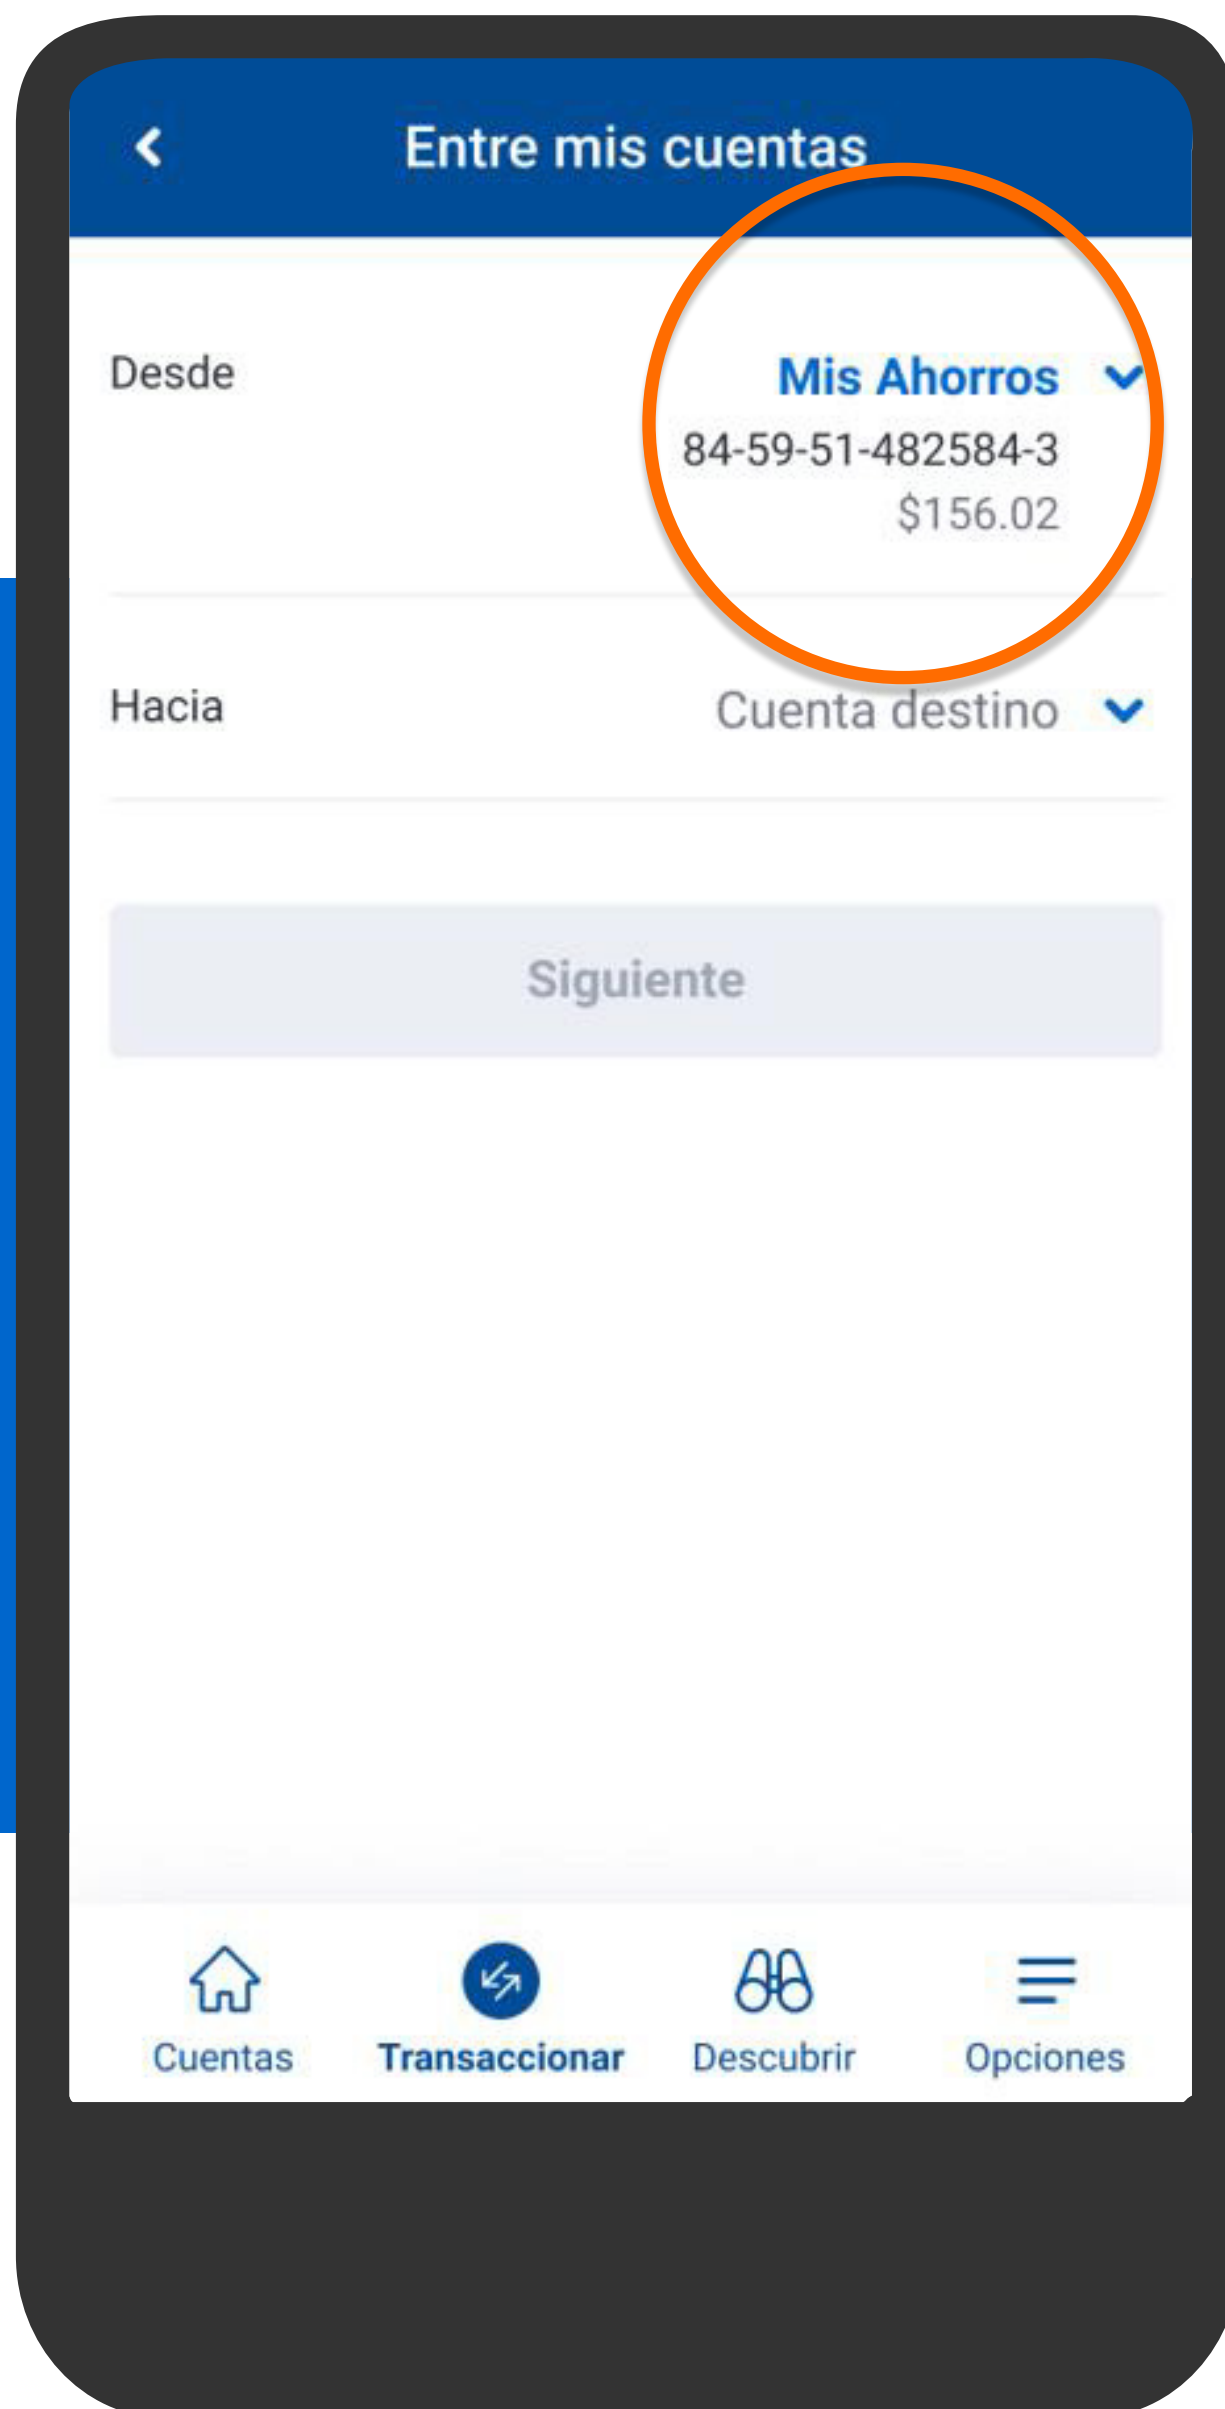 Entre mis cuentas
Desde
Mis Ahorros
84-59-51-482584-3
$156.02
Hacia
Cuenta destino
Siguiente
Cuentas
Transaccionar
Descubrir
Opciones